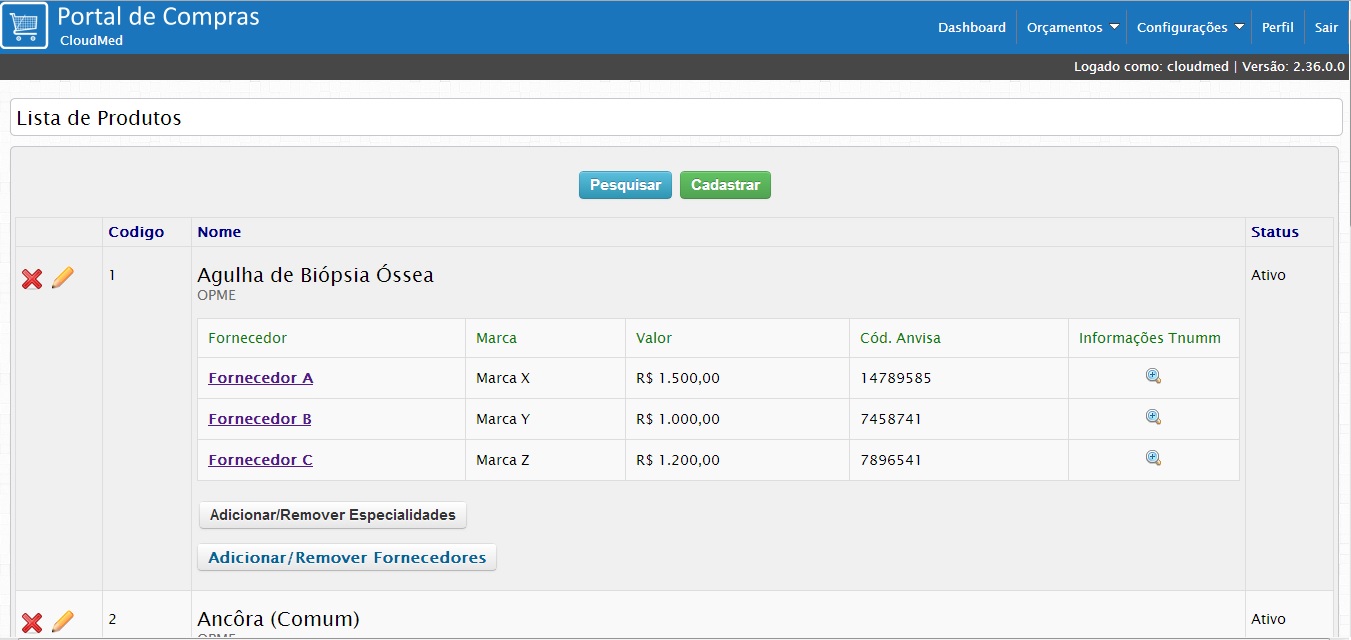 Portal de Compras
CloudMed
Dashboard Orçamentos Configurações Perfil Sair
Logado como: cloudmed | Versão: 2.36.0.0
Lista de Produtos
Pesquisar Cadastrar
Codigo Nome Status
1 Agulha de Biópsia Óssea Ativo
OPME
Fornecedor Marca Valor Cód. Anvisa Informações Tnumm
Fornecedor A Marca X R$ 1.500,00 14789585
Fornecedor B Marca Y R$ 1.000,00 7458741
Fornecedor C Marca Z R$ 1.200,00 7896541
Adicionar/Remover Especialidades
Adicionar/Remover Fornecedores
2 Ancôra (Comum) Ativo
OPME